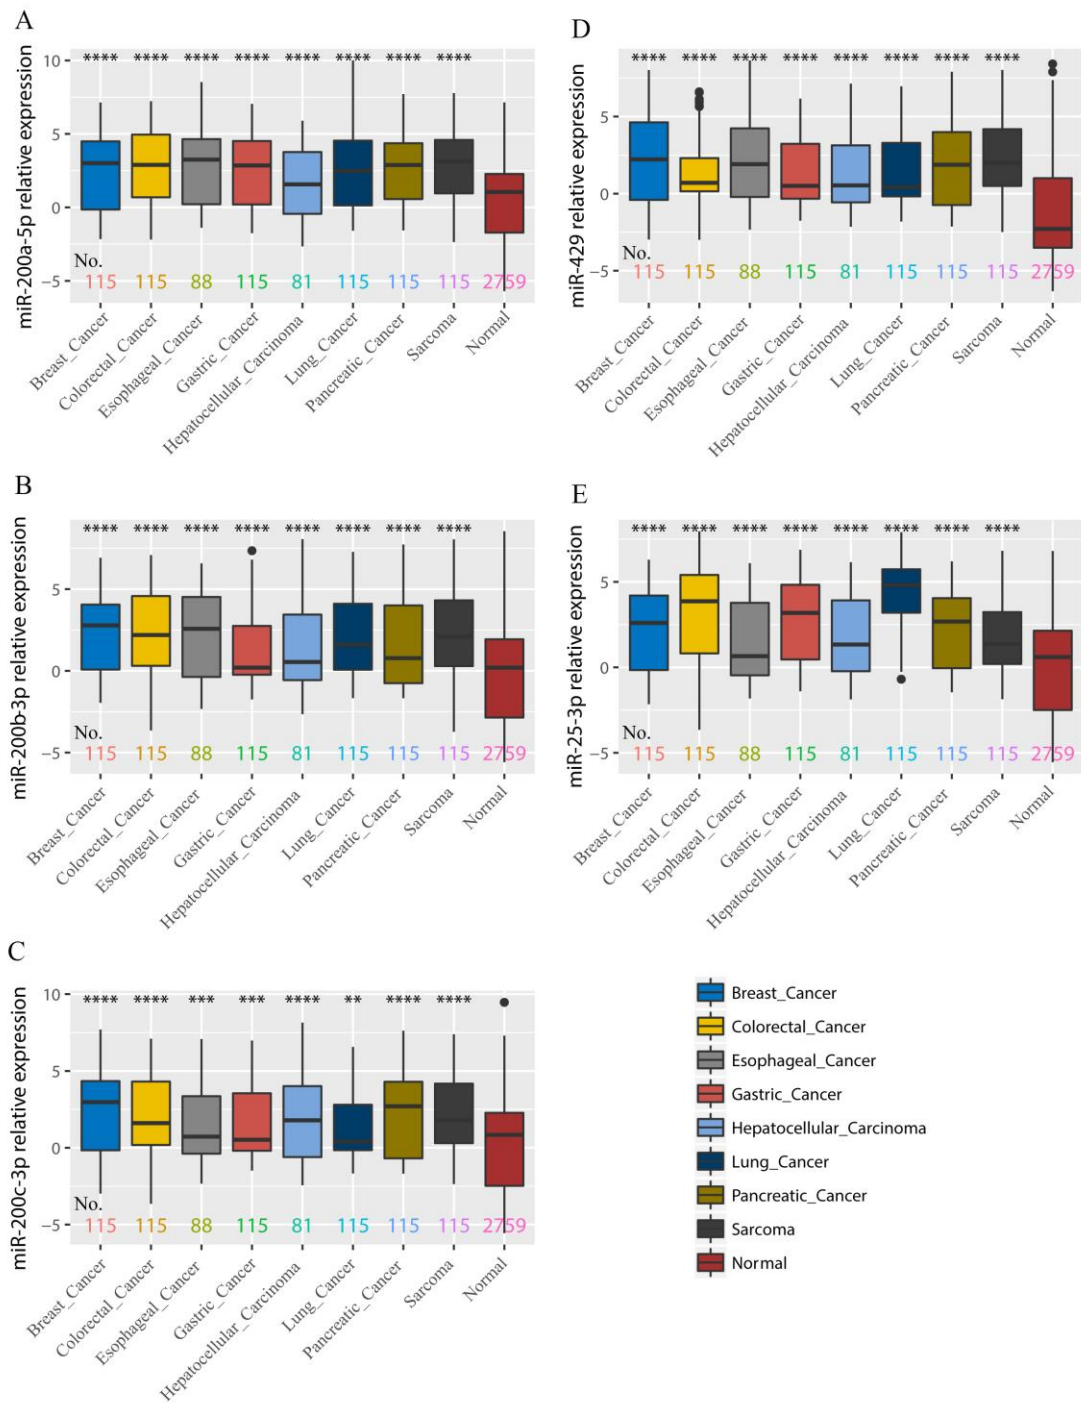 A
miR-200a-5p relative expression
10
5
0
−5
**** **** **** **** **** **** **** ****
No.
115 115 88 115 81 115 115 115 2759
Breast_Cancer
Colorectal_Cancer
Esophageal_Cancer
Gastric_Cancer
Hepatocellular_Carcinoma
Lung_Cancer
Pancreatic_Cancer
Sarcoma
Normal
D
miR-429 relative expression
5
0
−5
**** **** **** **** **** **** **** ****
No.
115 115 88 115 81 115 115 115 2759
Breast_Cancer
Colorectal_Cancer
Esophageal_Cancer
Gastric_Cancer
Hepatocellular_Carcinoma
Lung_Cancer
Pancreatic_Cancer
Sarcoma
Normal
B
miR-200b-3p relative expression
5
0
−5
**** **** **** **** **** **** **** ****
No.
115 115 88 115 81 115 115 115 2759
Breast_Cancer
Colorectal_Cancer
Esophageal_Cancer
Gastric_Cancer
Hepatocellular_Carcinoma
Lung_Cancer
Pancreatic_Cancer
Sarcoma
Normal
E
miR-25-3p relative expression
5
0
−5
**** **** **** **** **** **** **** ****
No.
115 115 88 115 81 115 115 115 2759
Breast_Cancer
Colorectal_Cancer
Esophageal_Cancer
Gastric_Cancer
Hepatocellular_Carcinoma
Lung_Cancer
Pancreatic_Cancer
Sarcoma
Normal
C
miR-200c-3p relative expression
10
5
0
−5
**** **** *** *** **** ** **** ****
No.
115 115 88 115 81 115 115 115 2759
Breast_Cancer
Colorectal_Cancer
Esophageal_Cancer
Gastric_Cancer
Hepatocellular_Carcinoma
Lung_Cancer
Pancreatic_Cancer
Sarcoma
Normal
Breast_Cancer
Colorectal_Cancer
Esophageal_Cancer
Gastric_Cancer
Hepatocellular_Carcinoma
Lung_Cancer
Pancreatic_Cancer
Sarcoma
Normal